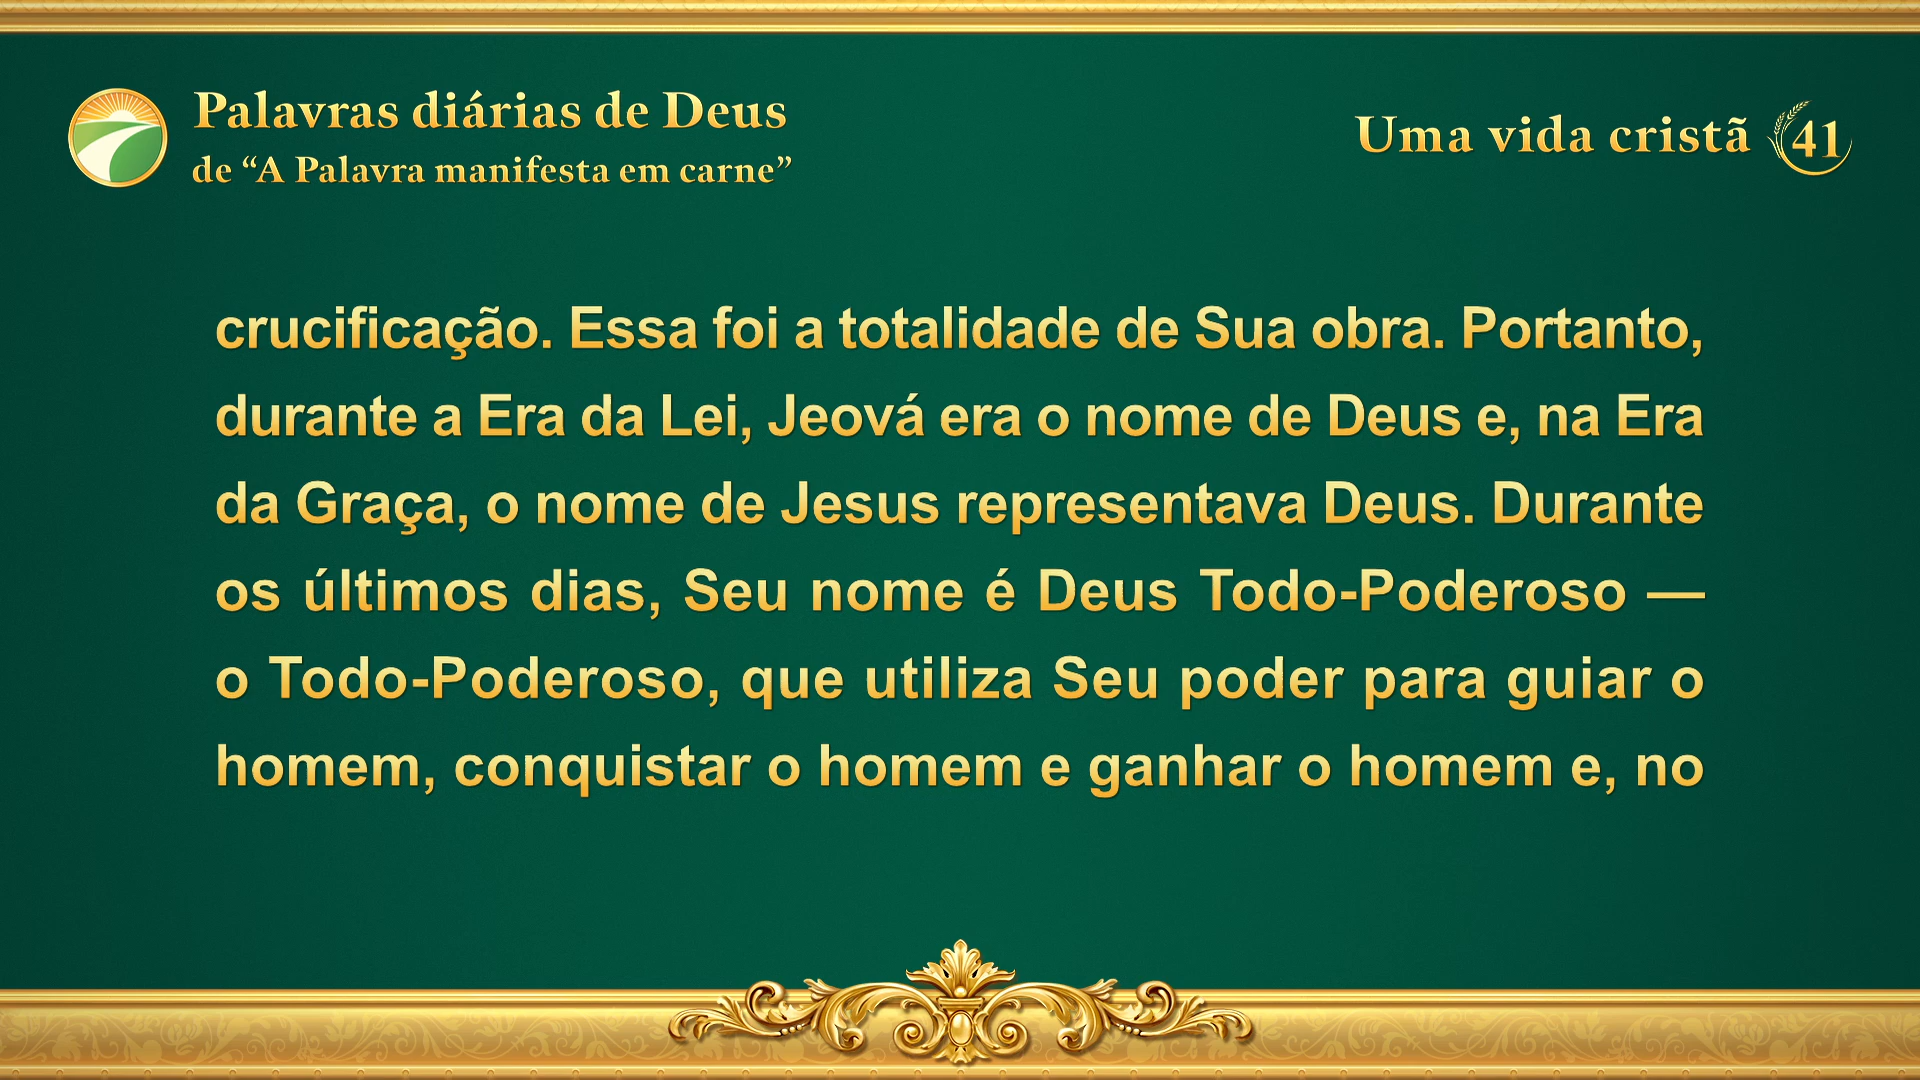 Palavras diárias de Deus
de “A Palavra manifesta em carne”
Uma vida cristã 41
crucificação. Essa foi a totalidade de Sua obra. Portanto,
durante a Era da Lei, Jeová era o nome de Deus e, na Era
da Graça, o nome de Jesus representava Deus. Durante
os últimos dias, Seu nome é Deus Todo-Poderoso —
o Todo-Poderoso, que utiliza Seu poder para guiar o
homem, conquistar o homem e ganhar o homem e, no